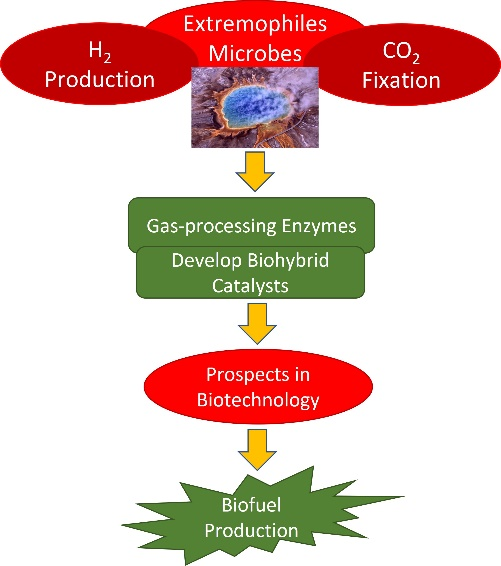 Extremophiles
Microbes
H2
Production
CO2
Fixation
Gas-processing Enzymes
Develop Biohybrid
Catalysts
Prospects in
Biotechnology
Biofuel
Production